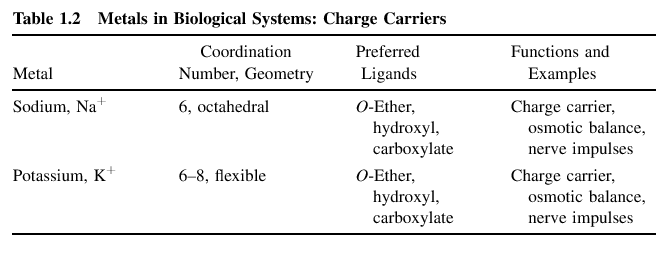 Table 1.2 Metals in Biological Systems: Charge Carriers
Coordination Preferred Functions and
Metal Number, Geometry Ligands Examples
Sodium, Na⁺ 6, octahedral O-Ether, Charge carrier,
hydroxyl, osmotic balance,
carboxylate nerve impulses
Potassium, K⁺ 6–8, flexible O-Ether, Charge carrier,
hydroxyl, osmotic balance,
carboxylate nerve impulses